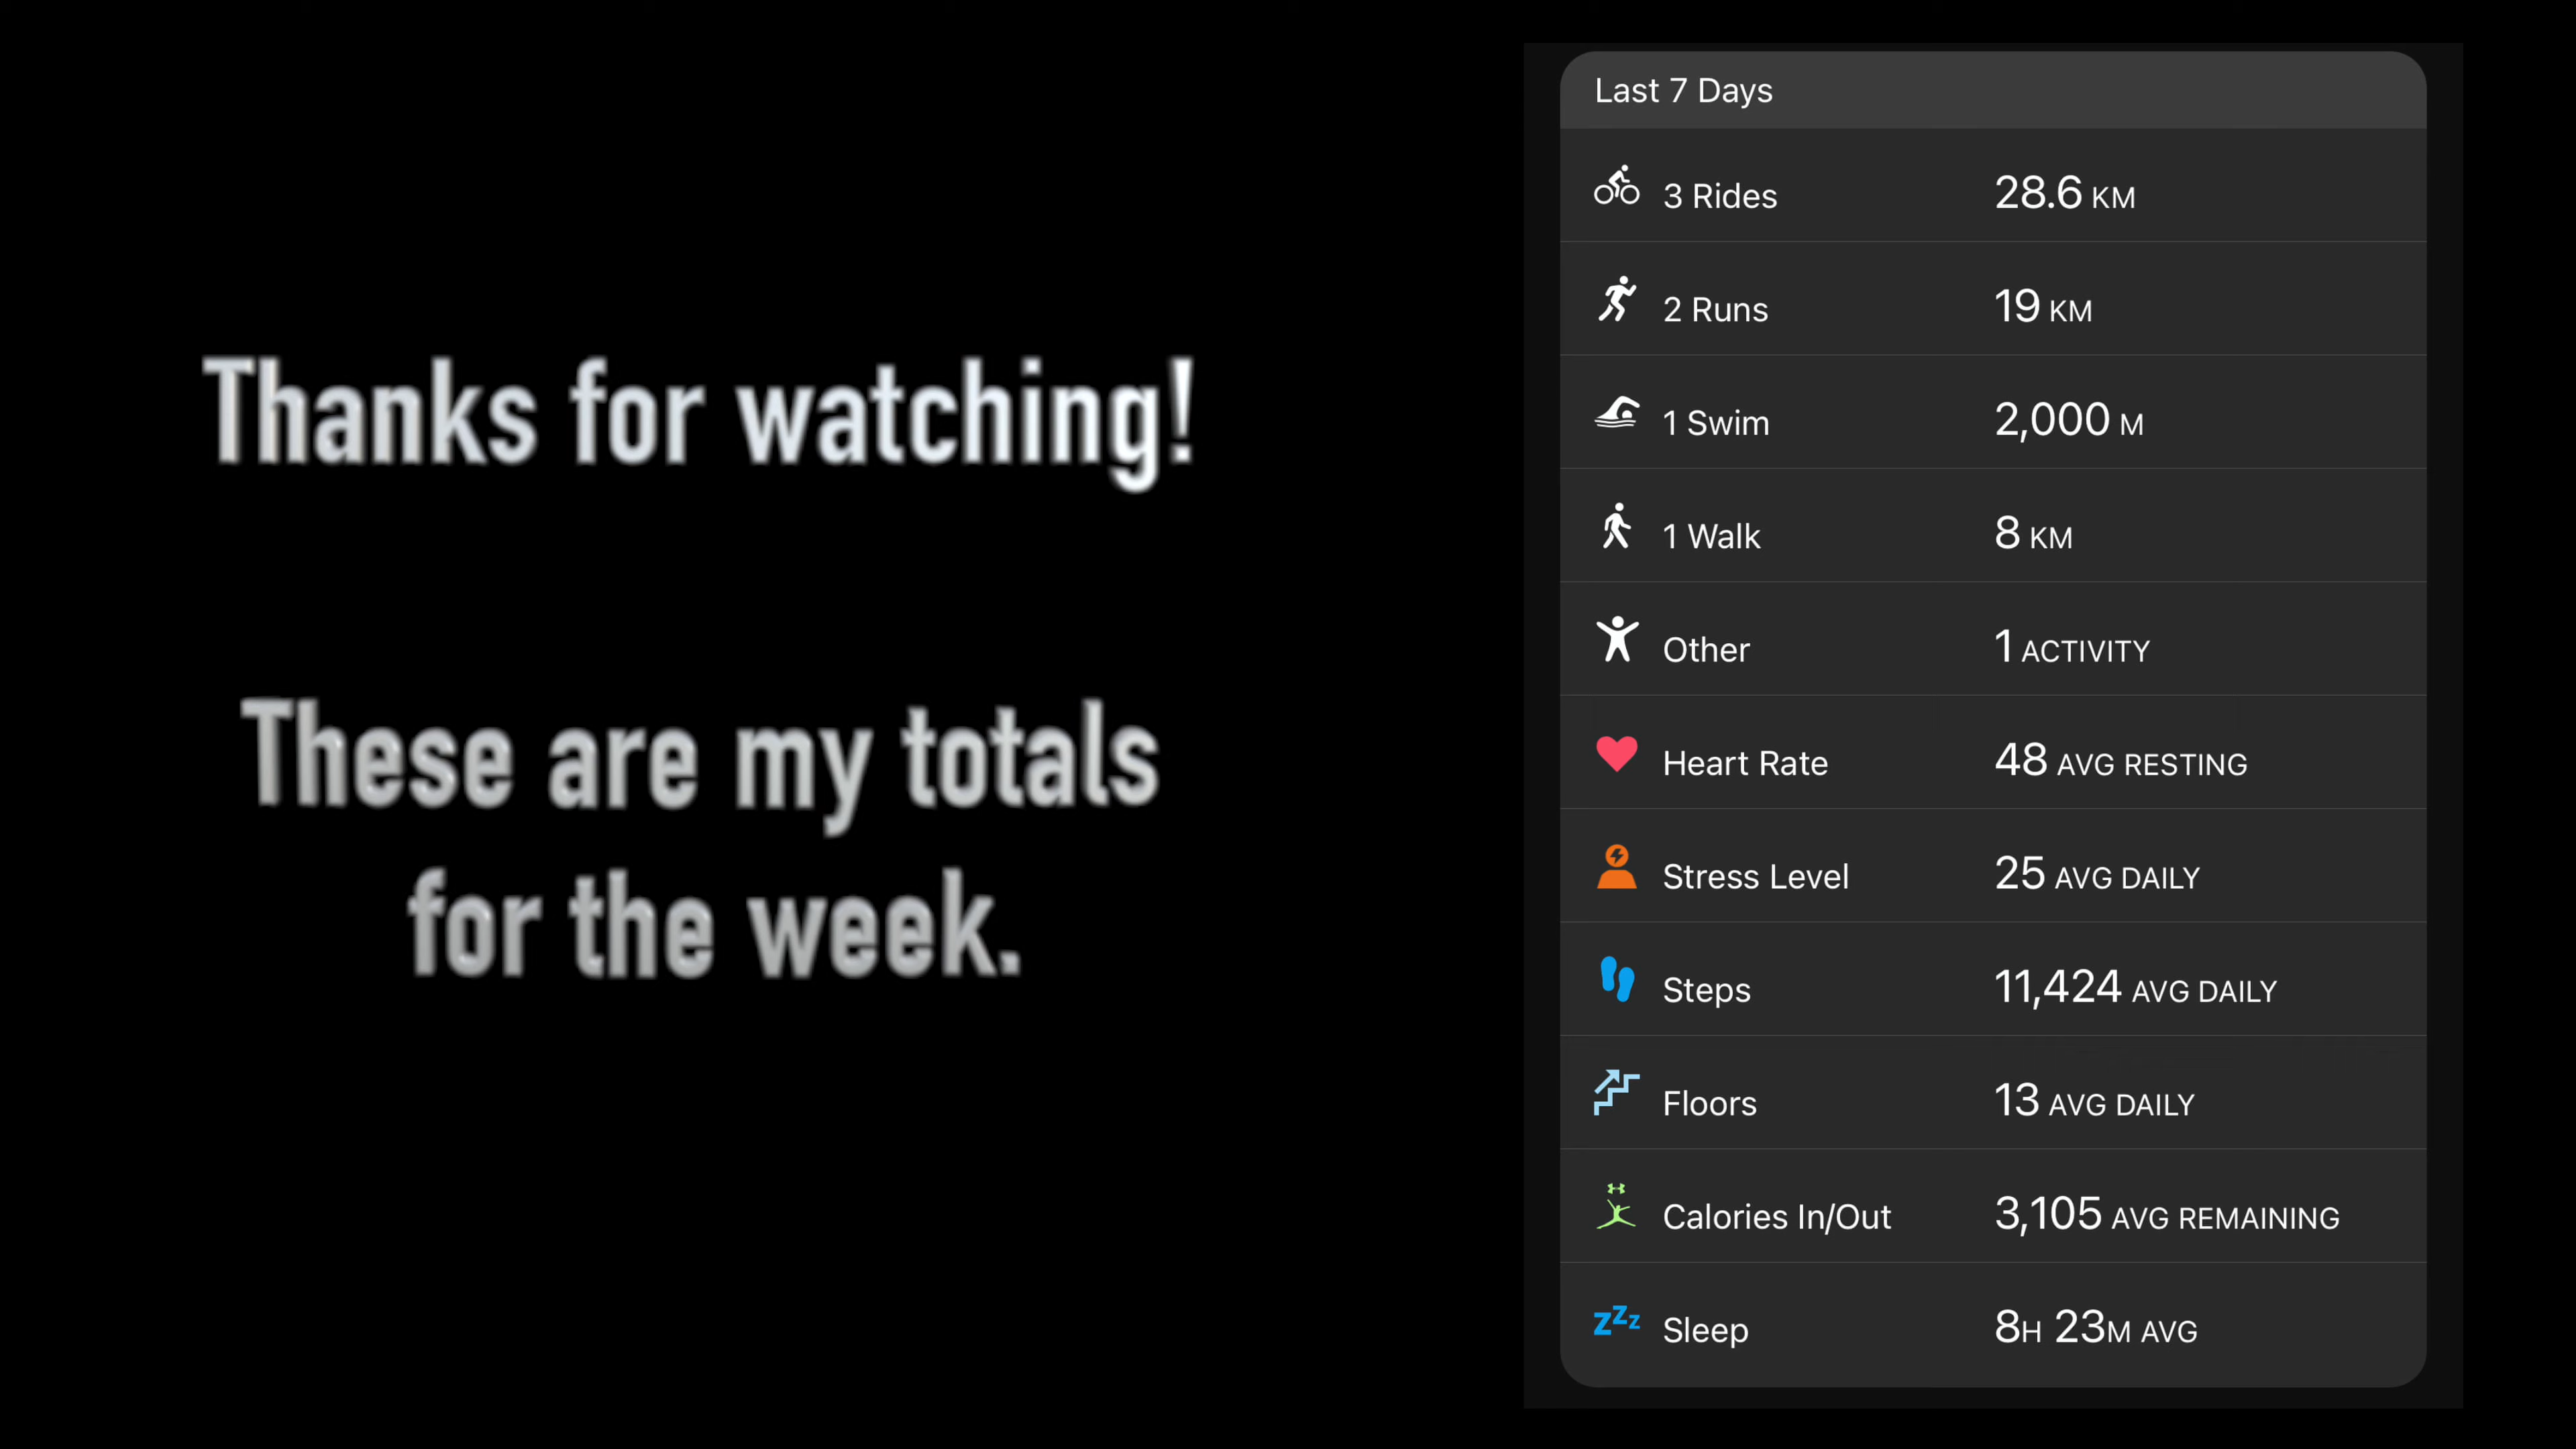 Thanks for watching!
These are my totals
for the week.
Last 7 Days
3 Rides 28.6 KM
2 Runs 19 KM
1 Swim 2,000 M
1 Walk 8 KM
Other 1 ACTIVITY
Heart Rate 48 AVG RESTING
Stress Level 25 AVG DAILY
Steps 11,424 AVG DAILY
Floors 13 AVG DAILY
Calories In/Out 3,105 AVG REMAINING
zzz Sleep 8H 23M AVG